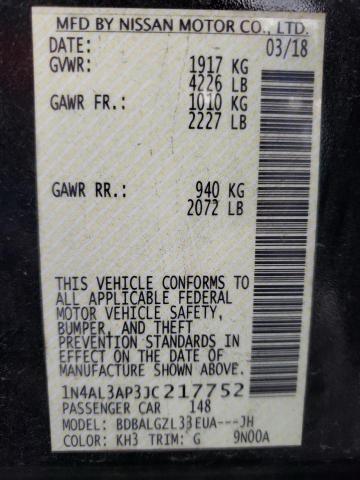 MFD BY NISSAN MOTOR CO., LTD.
DATE: 03/18
GVWR: 1917 KG
4226 LB
GAWR FR.: 1010 KG
2227 LB
GAWR RR.: 940 KG
2072 LB
THIS VEHICLE CONFORMS TO
ALL APPLICABLE FEDERAL
MOTOR VEHICLE SAFETY,
BUMPER, AND THEFT
PREVENTION STANDARDS IN
EFFECT ON THE DATE OF
MANUFACTURE SHOWN ABOVE
1N4AL3AP3JC217752
PASSENGER CAR 148
MODEL: BDBALGZL33EUA---JH
COLOR: KH3 TRIM: G 9N00A